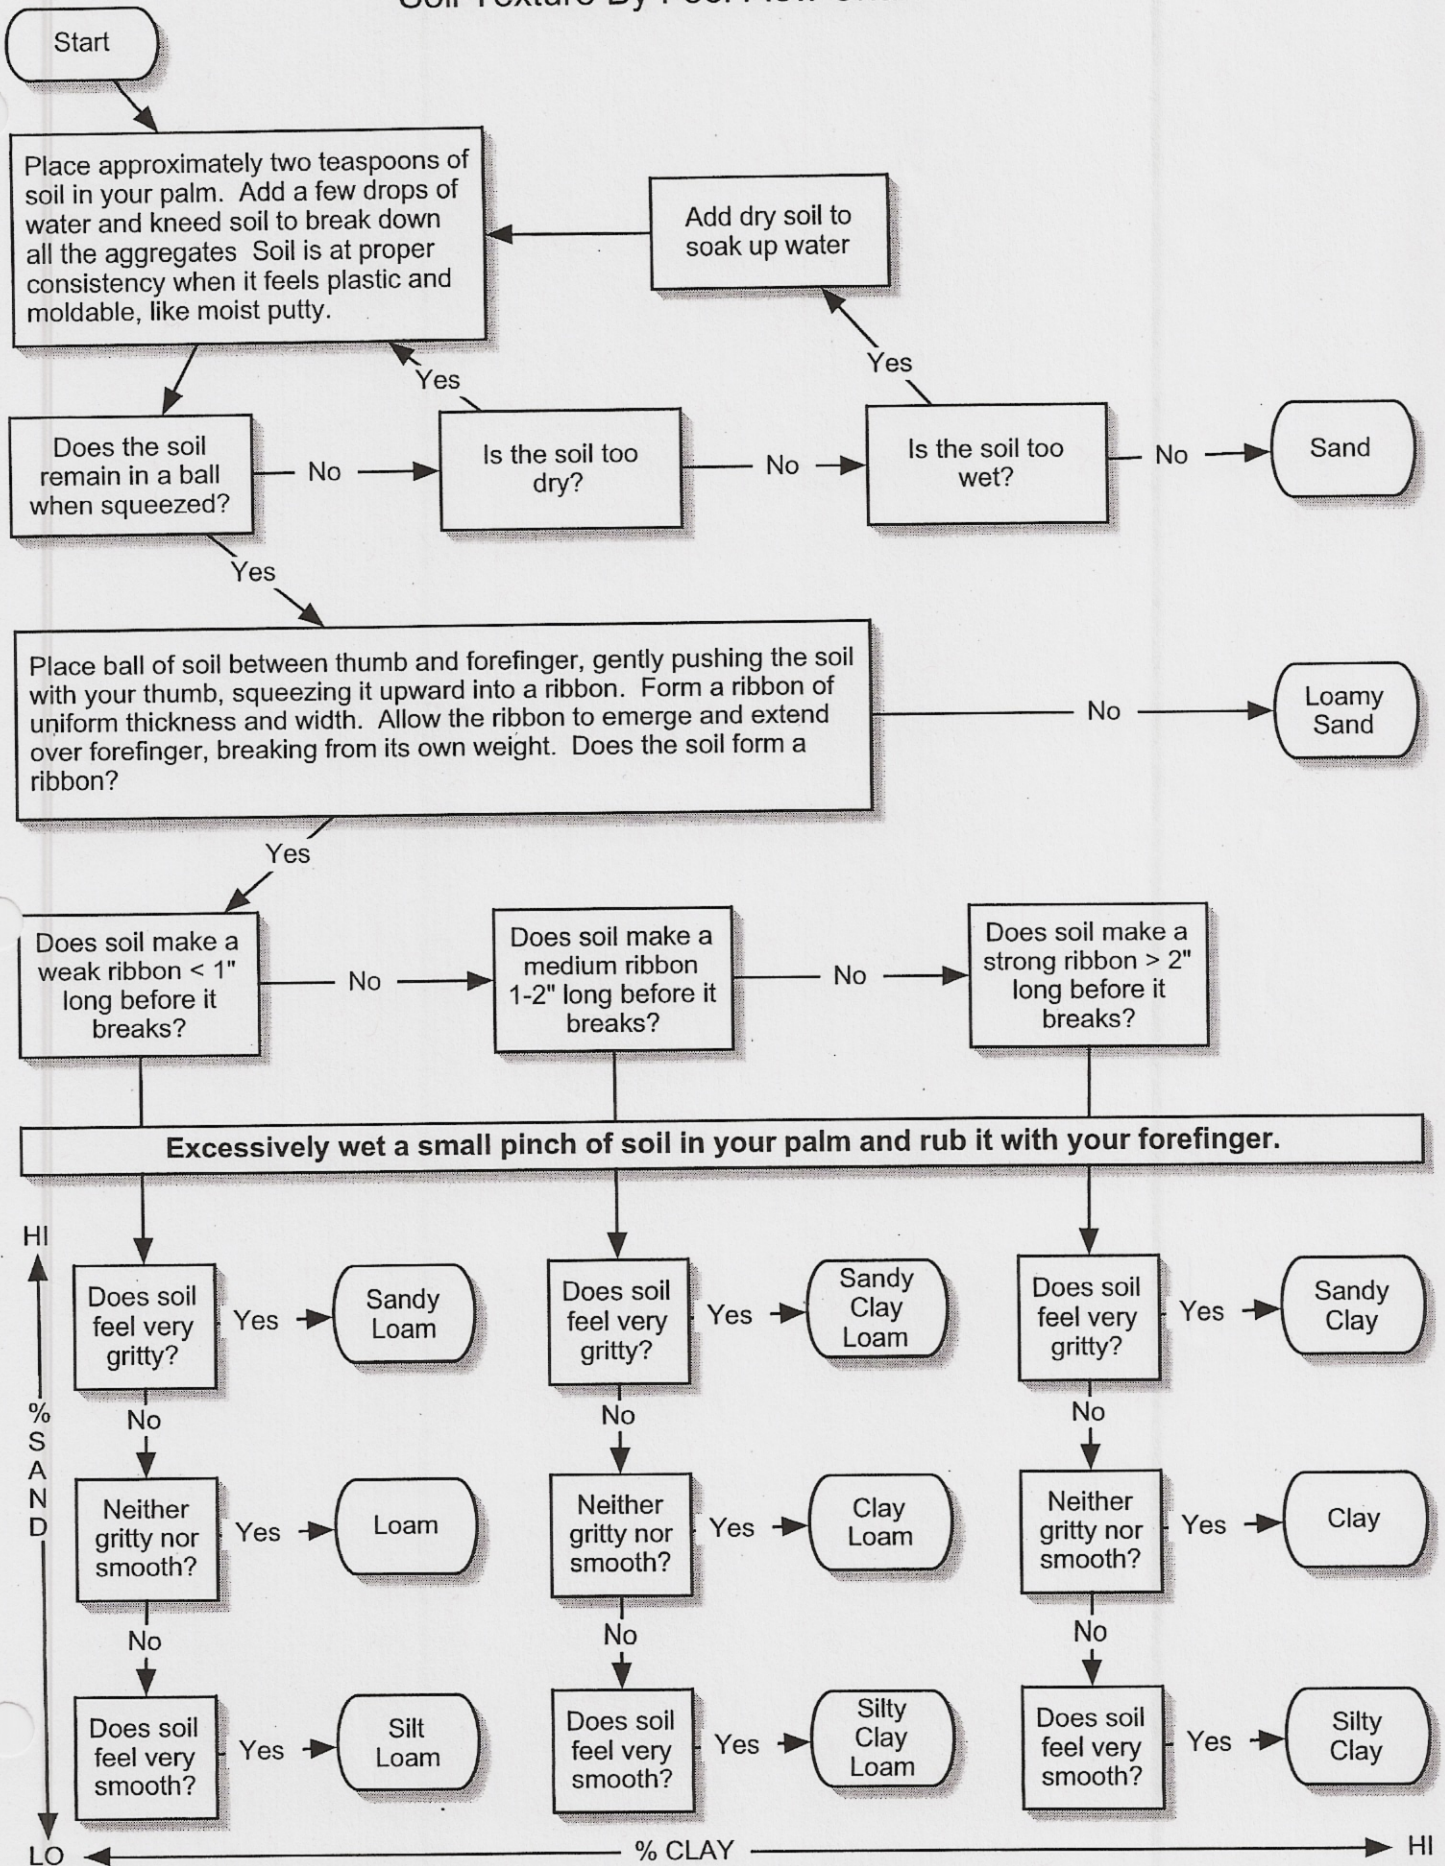 Soil Texture By Feel Flow
Start
Place approximately two teaspoons of
soil in your palm. Add a few drops of
water and kneed soil to break down
all the aggregates Soil is at proper
consistency when it feels plastic and
moldable, like moist putty.
Add dry soil to
soak up water
Yes
Yes
Does the soil
remain in a ball
when squeezed?
No
Is the soil too
dry?
No
Is the soil too
wet?
No
Sand
Yes
Place ball of soil between thumb and forefinger, gently pushing the soil
with your thumb, squeezing it upward into a ribbon. Form a ribbon of
uniform thickness and width. Allow the ribbon to emerge and extend
over forefinger, breaking from its own weight. Does the soil form a
ribbon?
No
Loamy
Sand
Yes
Does soil make a
weak ribbon < 1"
long before it
breaks?
No
Does soil make a
medium ribbon
1-2" long before it
breaks?
No
Does soil make a
strong ribbon > 2"
long before it
breaks?
Excessively wet a small pinch of soil in your palm and rub it with your forefinger.
HI
Does soil
feel very
gritty?
Yes
Sandy
Loam
Does soil
feel very
gritty?
Yes
Sandy
Clay
Loam
Does soil
feel very
gritty?
Yes
Sandy
Clay
No
No
No
%
S
A
N
D
Neither
gritty nor
smooth?
Yes
Loam
Neither
gritty nor
smooth?
Yes
Clay
Loam
Neither
gritty nor
smooth?
Yes
Clay
No
No
No
Does soil
feel very
smooth?
Yes
Silt
Loam
Does soil
feel very
smooth?
Yes
Silty
Clay
Loam
Does soil
feel very
smooth?
Yes
Silty
Clay
LO
% CLAY
HI